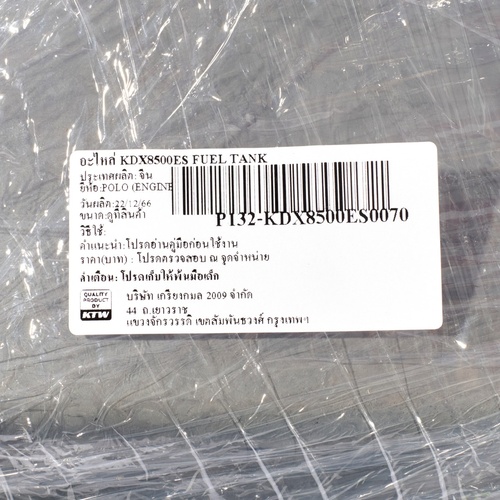 อะไหล่ KDX8500ES FUEL TANK
ประเทศผลิต: จีน
ยี่ห้อ:POLO (ENGINE
วันผลิต:22/12/66
ขนาด:ดูที่สินค้า
P132-KDX8500ES0070
วิธีใช้:
คำแนะนำ:โปรดอ่านคู่มือก่อนใช้งาน
ราคา(บาท) : โปรดตรวจสอบ ณ จุดจำหน่าย
คำเตือน: โปรดเก็บให้พ้นมือเด็ก
QUALITY
PRODUCT
BY
KTW
บริษัท เกรียงกมล 2009 จำกัด
44 ถ.เยาวราช
แขวงจักรวรรดิ เขตสัมพันธวงศ์ กรุงเทพฯ